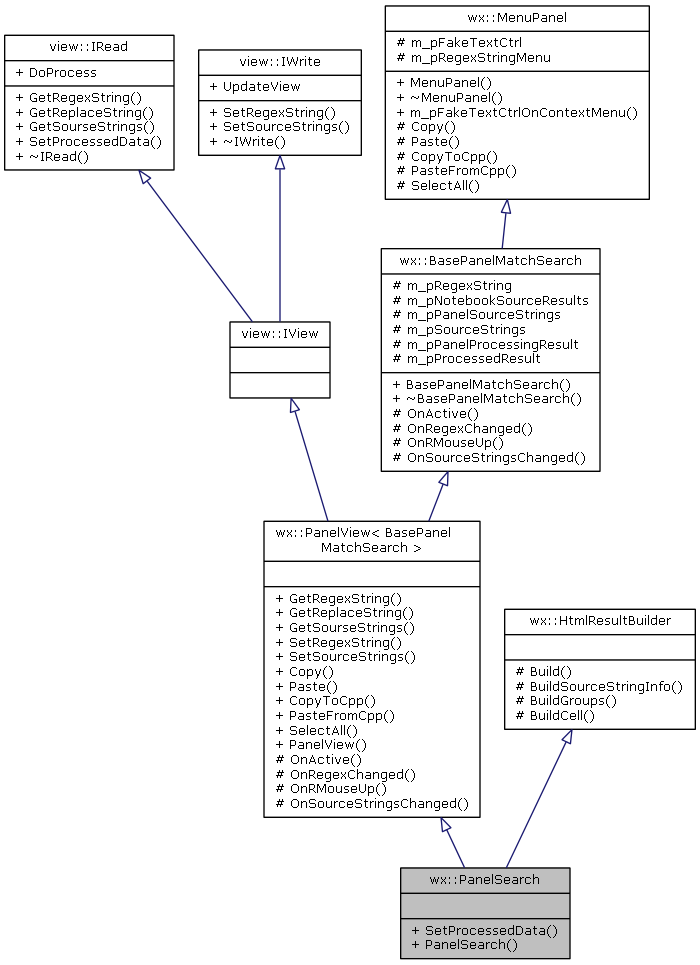 view::IRead
+ DoProcess
+ GetRegexString()
+ GetReplaceString()
+ GetSourseStrings()
+ SetProcessedData()
+ ~IRead()
view::IWrite
+ UpdateView
+ SetRegexString()
+ SetSourceStrings()
+ ~IWrite()
wx::MenuPanel
# m_pFakeTextCtrl
# m_pRegexStringMenu
+ MenuPanel()
+ ~MenuPanel()
+ m_pFakeTextCtrlOnContextMenu()
# Copy()
# Paste()
# CopyToCpp()
# PasteFromCpp()
# SelectAll()
view::IView
wx::BasePanelMatchSearch
# m_pRegexString
# m_pNotebookSourceResults
# m_pPanelSourceStrings
# m_pSourceStrings
# m_pPanelProcessingResult
# m_pProcessedResult
+ BasePanelMatchSearch()
+ ~BasePanelMatchSearch()
# OnActive()
# OnRegexChanged()
# OnRMouseUp()
# OnSourceStringsChanged()
wx::PanelView< BasePanel
MatchSearch >
+ GetRegexString()
+ GetReplaceString()
+ GetSourseStrings()
+ SetRegexString()
+ SetSourceStrings()
+ Copy()
+ Paste()
+ CopyToCpp()
+ PasteFromCpp()
+ SelectAll()
+ PanelView()
# OnActive()
# OnRegexChanged()
# OnRMouseUp()
# OnSourceStringsChanged()
wx::HtmlResultBuilder
# Build()
# BuildSourceStringInfo()
# BuildGroups()
# BuildCell()
wx::PanelSearch
+ SetProcessedData()
+ PanelSearch()